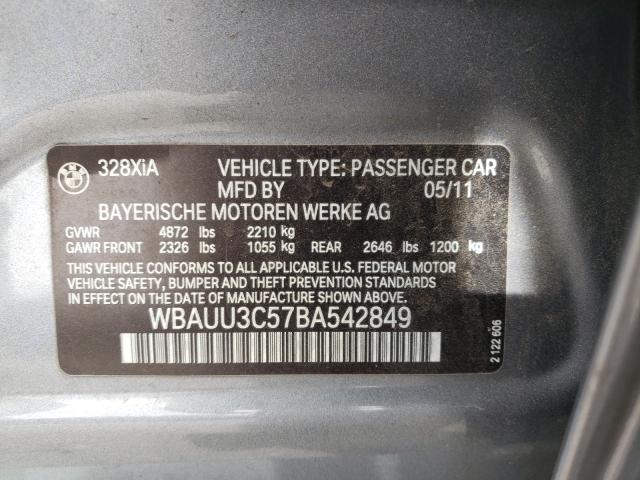 BMW
328XiA VEHICLE TYPE: PASSENGER CAR
MFD BY 05/11
BAYERISCHE MOTOREN WERKE AG
GVWR 4872 lbs 2210 kg
GAWR FRONT 2326 lbs 1055 kg REAR 2646 lbs 1200 kg
THIS VEHICLE CONFORMS TO ALL APPLICABLE U.S. FEDERAL MOTOR
VEHICLE SAFETY, BUMPER AND THEFT PREVENTION STANDARDS
IN EFFECT ON THE DATE OF MANUFACTURE SHOWN ABOVE.
WBAUU3C57BA542849
2 122 606